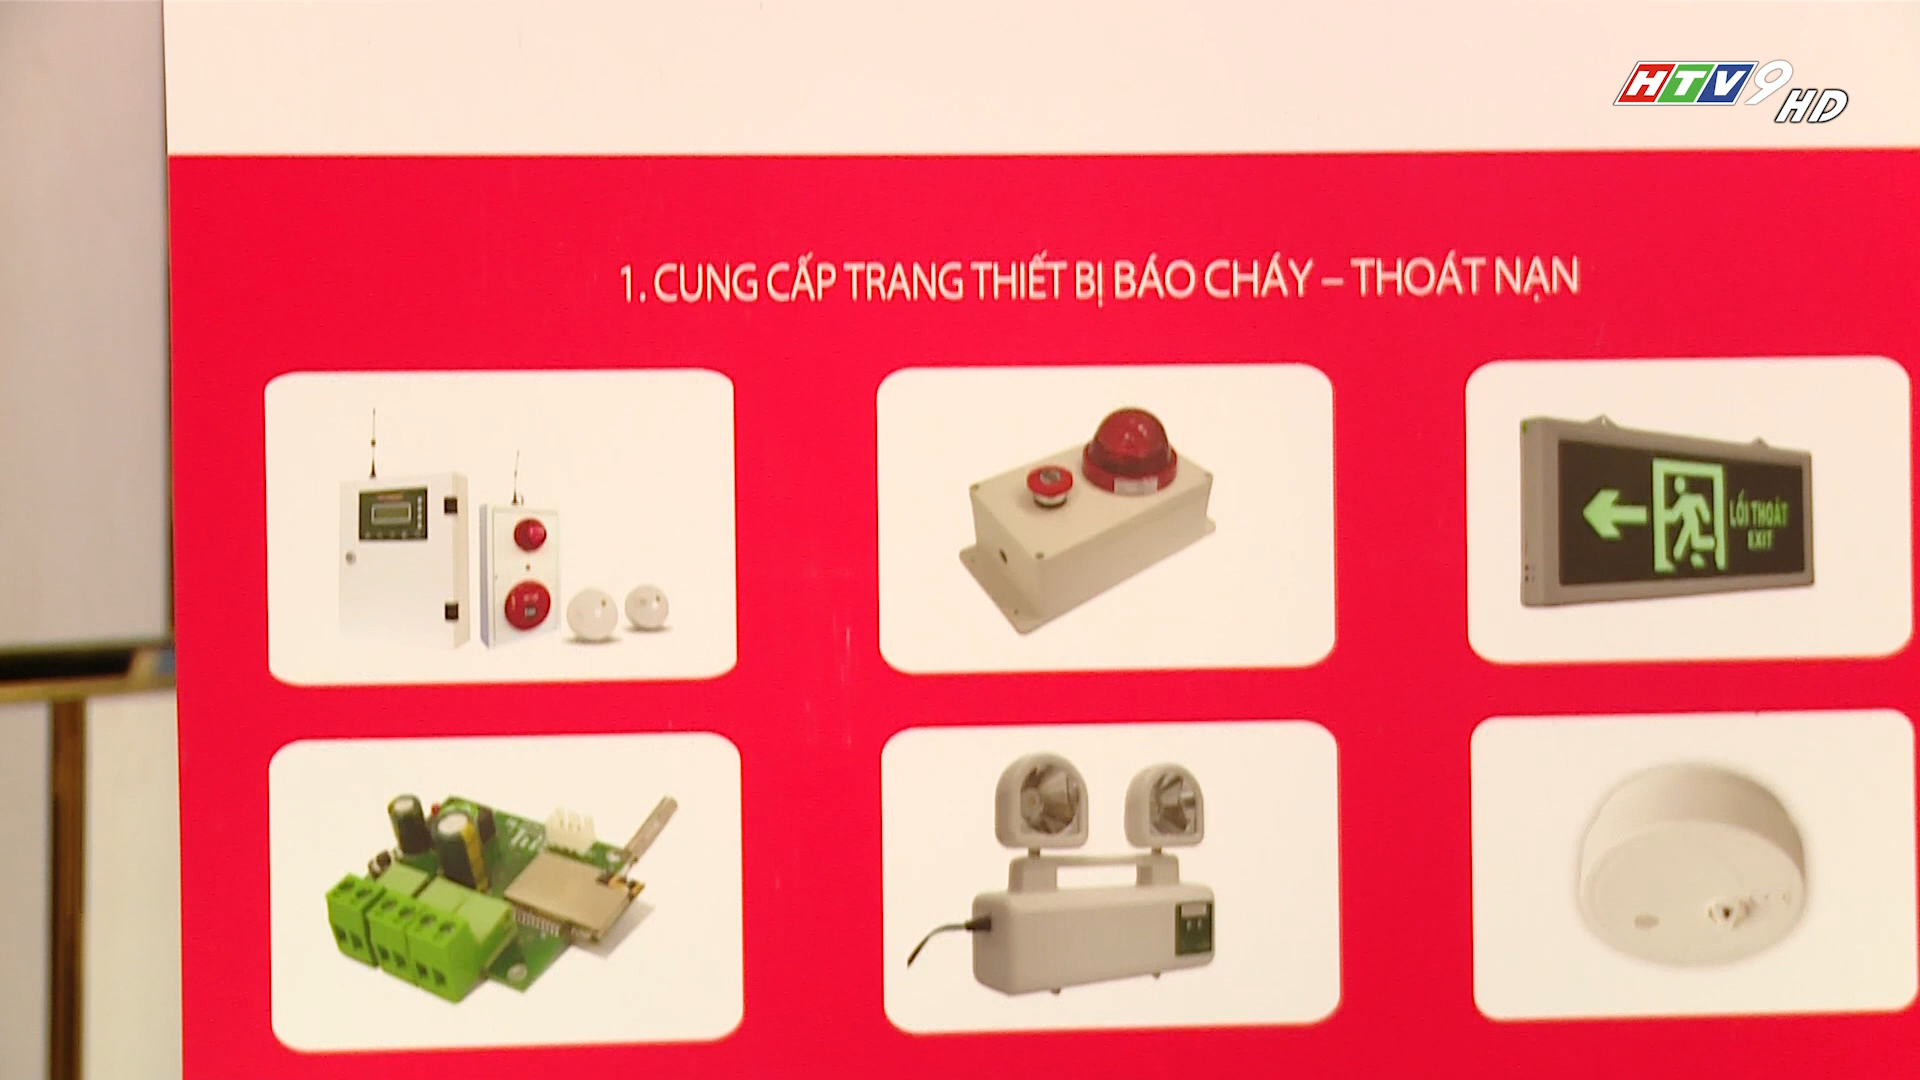 HTV9
HD
1. CUNG CẤP TRANG THIẾT BỊ BÁO CHÁY – THOÁT NẠN
LỐI THOÁT
EXIT